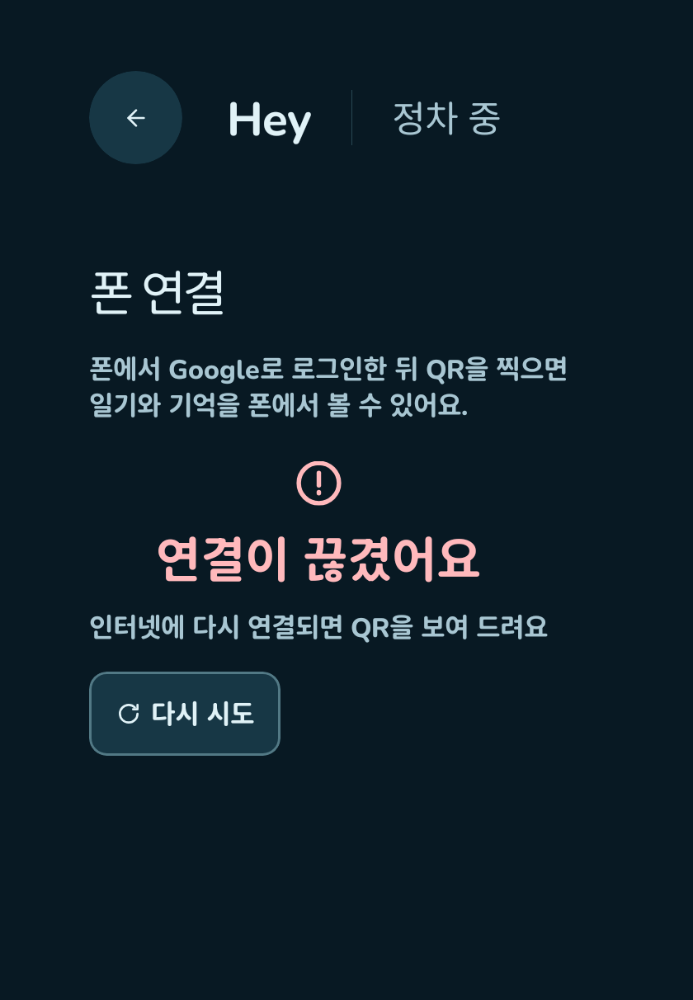 Hey
정차 중
폰 연결
폰에서 Google로 로그인한 뒤 QR을 찍으면
일기와 기억을 폰에서 볼 수 있어요.
연결이 끊겼어요
인터넷에 다시 연결되면 QR을 보여 드려요
다시 시도